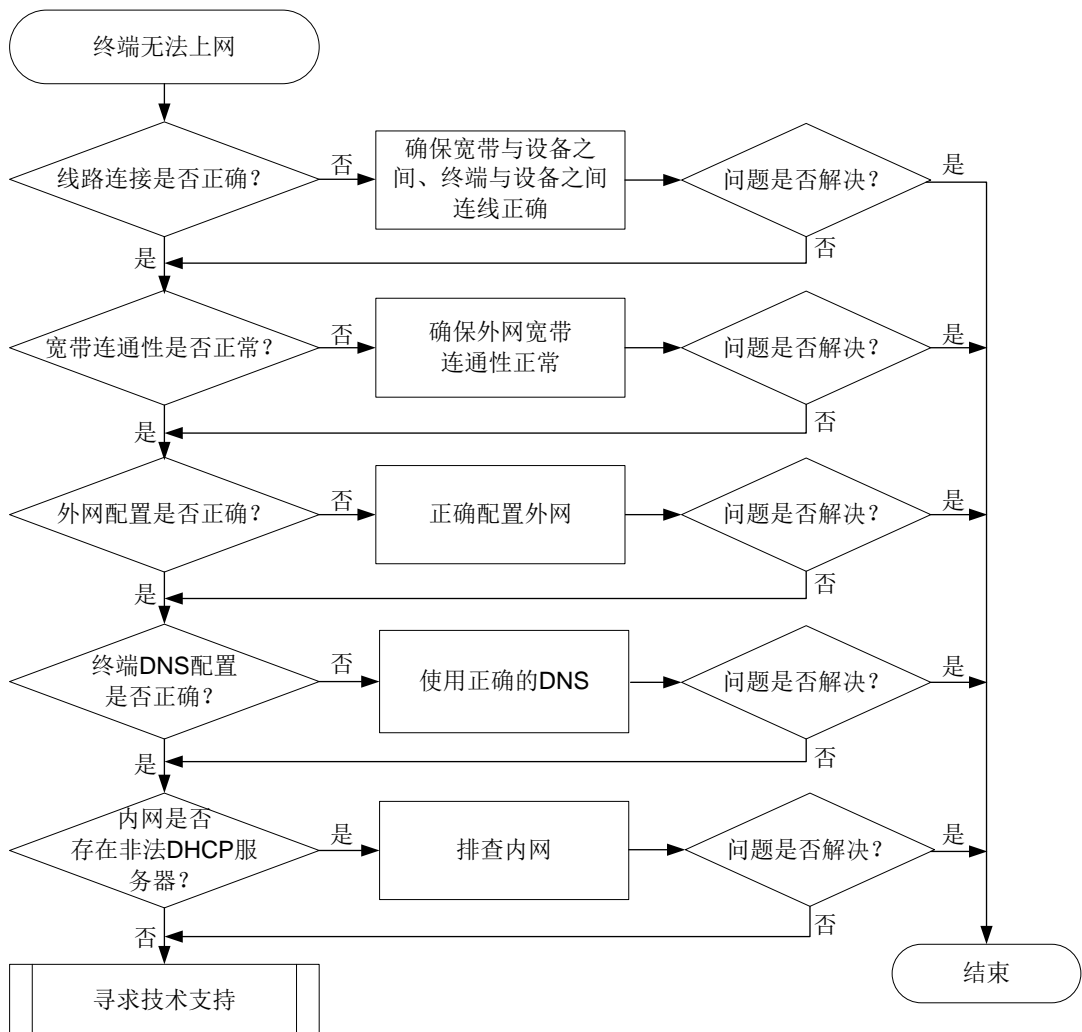 终端无法上网
线路连接是否正确？
否
确保宽带与设备之
间、终端与设备之间
连线正确
问题是否解决？
是
是
否
宽带连通性是否正常？
否
确保外网宽带
连通性正常
问题是否解决？
是
是
否
外网配置是否正确？
否
正确配置外网
问题是否解决？
是
是
否
终端DNS配置
是否正确？
否
使用正确的DNS
问题是否解决？
是
是
否
内网是否
存在非法DHCP服
务器？
是
排查内网
问题是否解决？
是
否
否
寻求技术支持
结束